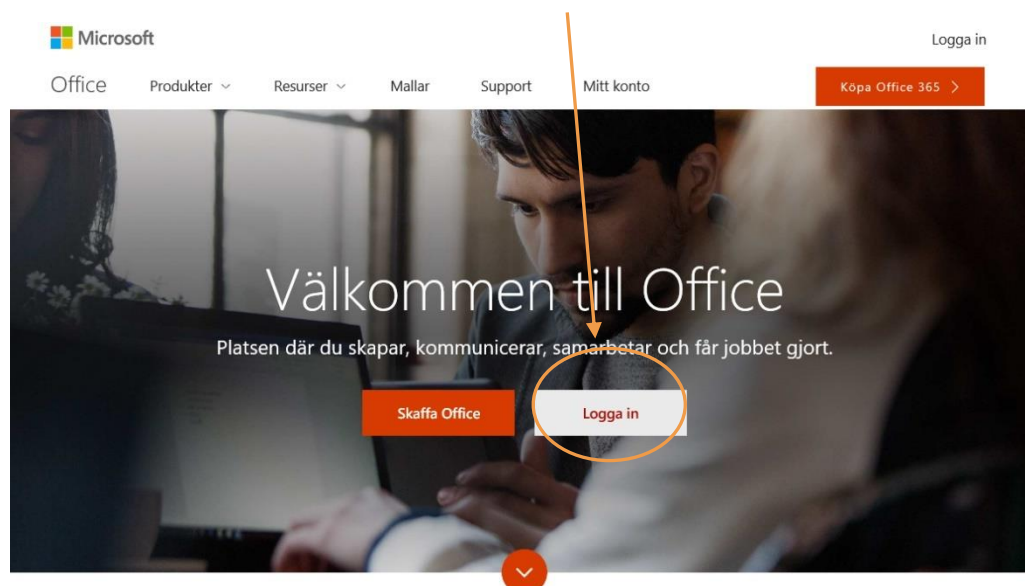 Microsoft
Logga in
Office Produkter Resurser Mallar Support Mitt konto Köpa Office 365
Välkommen till Office
Platsen där du skapar, kommunicerar, samarbetar och får jobbet gjort.
Skaffa Office Logga in